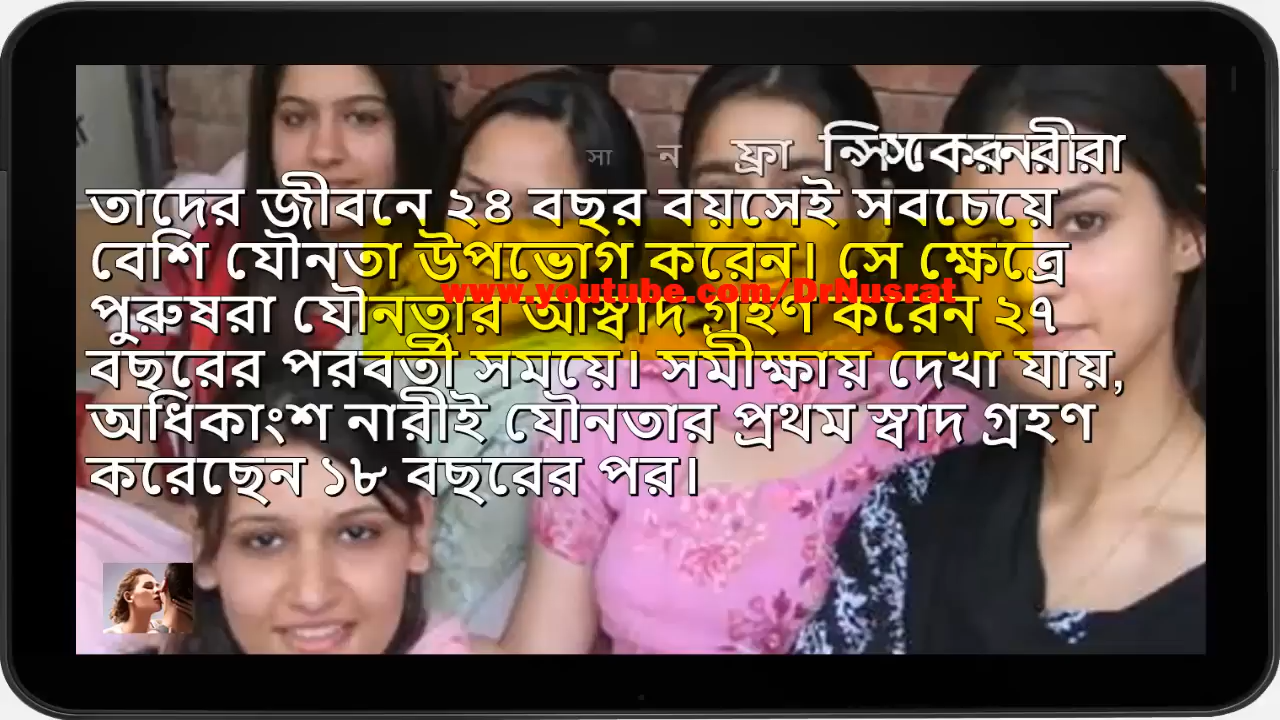 সা ন ফ্রা
তাদের জীবনে ২৪ বছর বয়সেই সবচেয়ে
বেশি যৌনতা উপভোগ করেন। সে ক্ষেত্রে
www.youtube.com/DrNusrat
পুরুষরা যৌনতার আস্বাদ গ্রহণ করেন ২৭
বছরের পরবর্তী সময়ে। সমীক্ষায় দেখা যায়,
অধিকাংশ নারীই যৌনতার প্রথম স্বাদ গ্রহণ
করেছেন ১৮ বছরের পর।